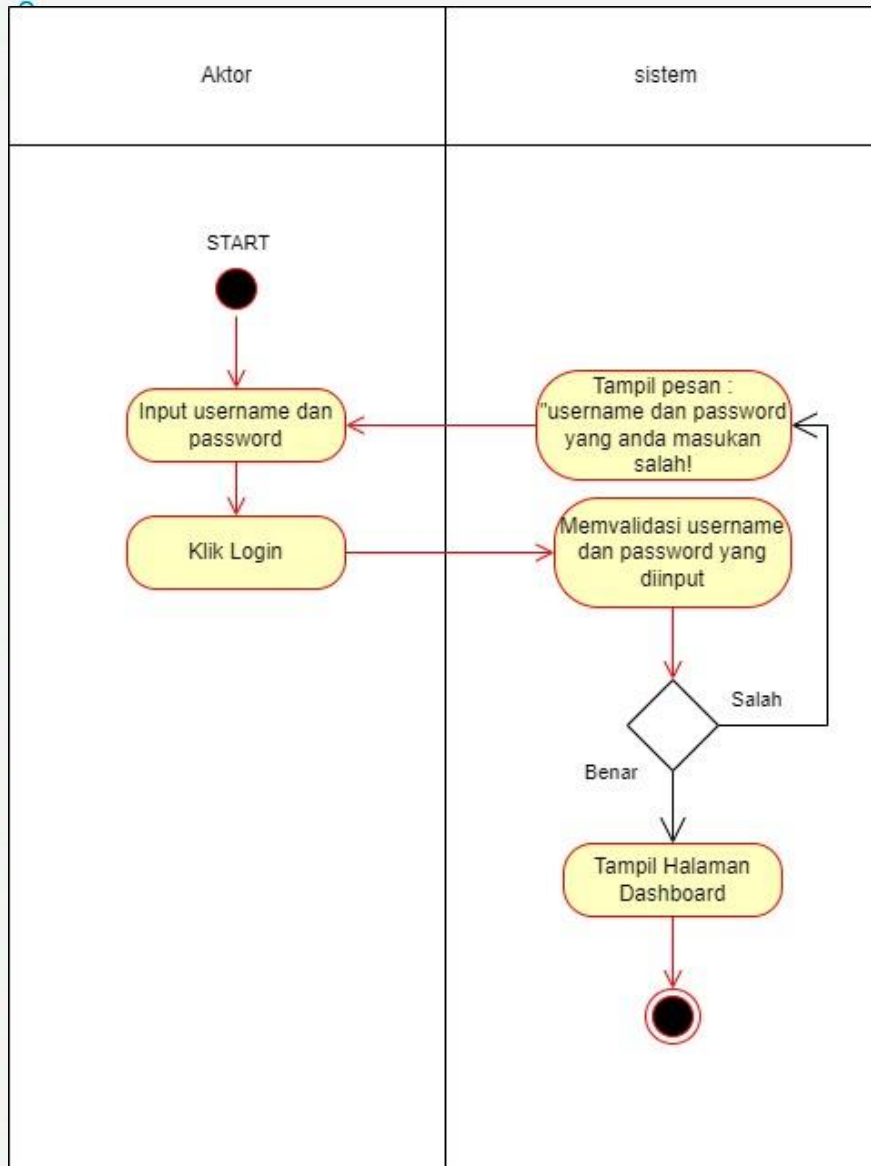 Aktor
sistem
START
Input username dan
password
Tampil pesan :
"username dan password
yang anda masukan
salah!
Klik Login
Memvalidasi username
dan password yang
diinput
Salah
Benar
Tampil Halaman
Dashboard